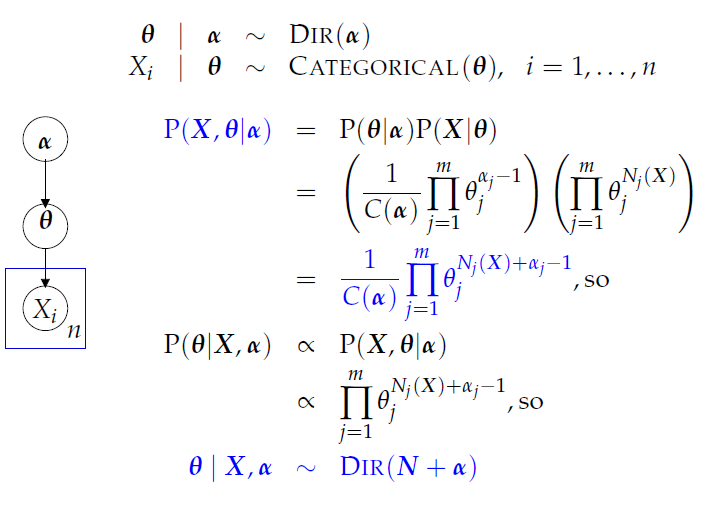 θ | α ∼ DIR(α)
X_i | θ ∼ CATEGORICAL(θ), i = 1, . . . , n
α
θ
X_i
n
P(X, θ|α) = P(θ|α)P(X|θ)
= ( 1/C(α) ∏_{j=1}^{m} θ_j^{α_j−1} ) ( ∏_{j=1}^{m} θ_j^{N_j(X)} )
= 1/C(α) ∏_{j=1}^{m} θ_j^{N_j(X)+α_j−1}, so
P(θ|X, α) ∝ P(X, θ|α)
∝ ∏_{j=1}^{m} θ_j^{N_j(X)+α_j−1}, so
θ | X, α ∼ DIR(N + α)